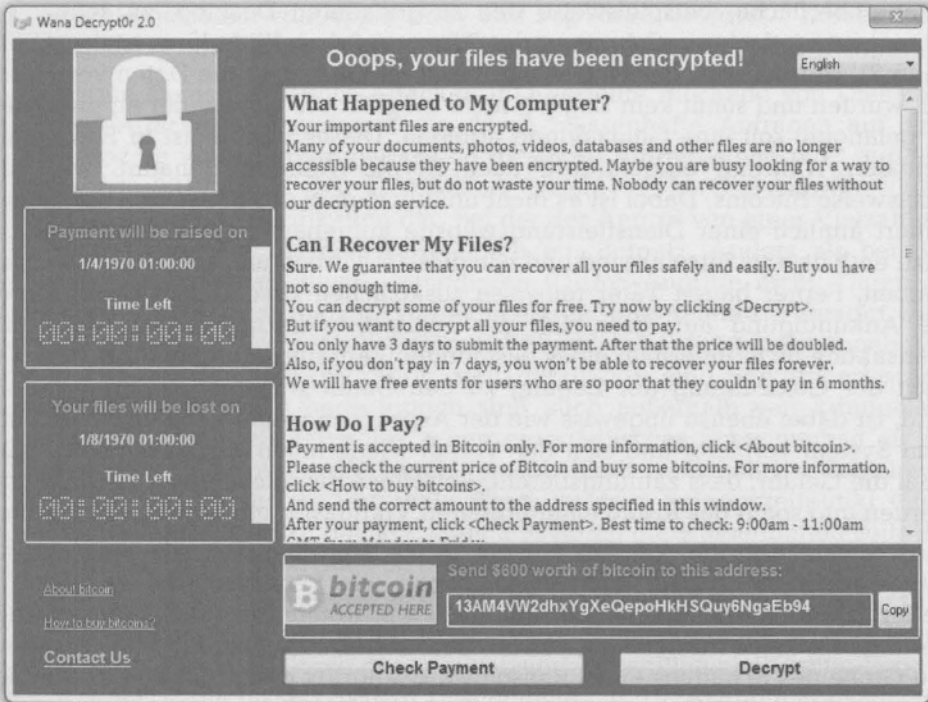 Wana Decrypt0r 2.0
Ooops, your files have been encrypted!
English
What Happened to My Computer?
Your important files are encrypted.
Many of your documents, photos, videos, databases and other files are no longer
accessible because they have been encrypted. Maybe you are busy looking for a way to
recover your files, but do not waste your time. Nobody can recover your files without
our decryption service.
Can I Recover My Files?
Sure. We guarantee that you can recover all your files safely and easily. But you have
not so enough time.
You can decrypt some of your files for free. Try now by clicking <Decrypt>.
But if you want to decrypt all your files, you need to pay.
You only have 3 days to submit the payment. After that the price will be doubled.
Also, if you don't pay in 7 days, you won't be able to recover your files forever.
We will have free events for users who are so poor that they couldn't pay in 6 months.
How Do I Pay?
Payment is accepted in Bitcoin only. For more information, click <About bitcoin>.
Please check the current price of Bitcoin and buy some bitcoins. For more information,
click <How to buy bitcoins>.
And send the correct amount to the address specified in this window.
After your payment, click <Check Payment>. Best time to check: 9:00am - 11:00am
GMT from Monday to Friday
Payment will be raised on
1/4/1970 01:00:00
Time Left
00:00:00:00
Your files will be lost on
1/8/1970 01:00:00
Time Left
00:00:00:00
About bitcoin
How to buy bitcoins?
Contact Us
bitcoin
ACCEPTED HERE
Send $600 worth of bitcoin to this address:
13AM4VW2dhxYgXeQepoHkHSQuy6NgaEb94
Copy
Check Payment
Decrypt